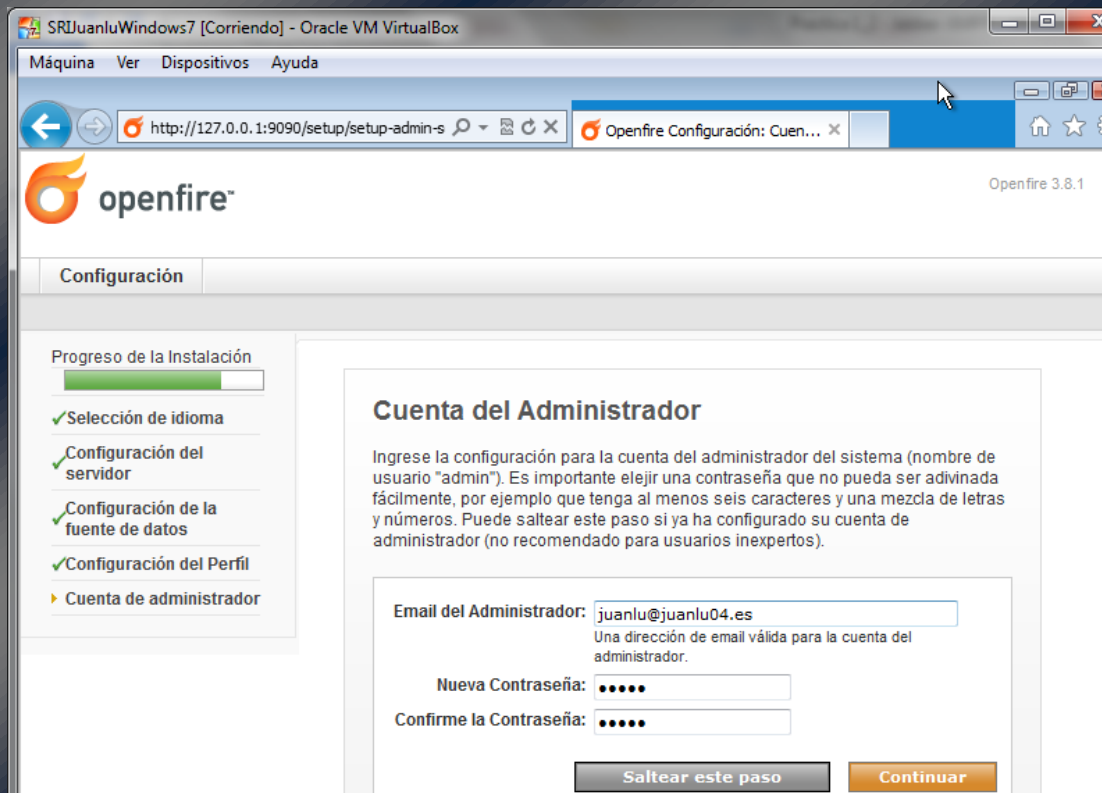 SRIJuanluWindows7 [Corriendo] - Oracle VM VirtualBox
Máquina Ver Dispositivos Ayuda
http://127.0.0.1:9090/setup/setup-admin-s
Openfire Configuración: Cuen...
openfire™
Openfire 3.8.1
Configuración
Progreso de la Instalación
Selección de idioma
Configuración del
servidor
Configuración de la
fuente de datos
Configuración del Perfil
Cuenta de administrador
Cuenta del Administrador
Ingrese la configuración para la cuenta del administrador del sistema (nombre de
usuario "admin"). Es importante elejir una contraseña que no pueda ser adivinada
fácilmente, por ejemplo que tenga al menos seis caracteres y una mezcla de letras
y números. Puede saltear este paso si ya ha configurado su cuenta de
administrador (no recomendado para usuarios inexpertos).
Email del Administrador: juanlu@juanlu04.es
Una dirección de email válida para la cuenta del
administrador.
Nueva Contraseña: •••••
Confirme la Contraseña: •••••
Saltear este paso Continuar